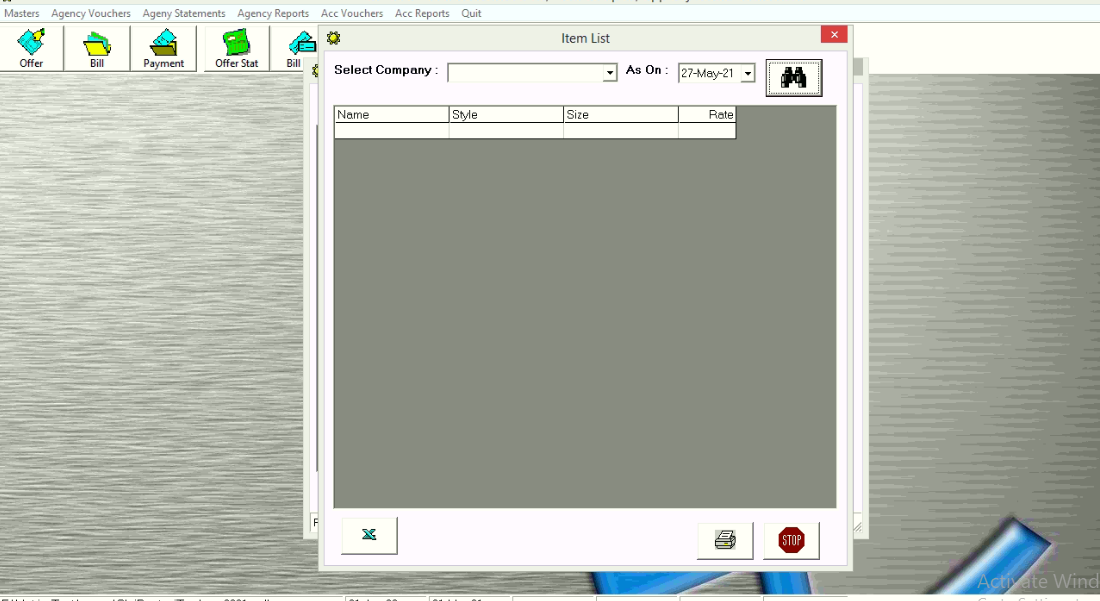 Masters Agency Vouchers Ageny Statements Agency Reports Acc Vouchers Acc Reports Quit
Item List
Offer Bill Payment Offer Stat Bill
Select Company : As On : 27-May-21
Name Style Size Rate
STOP
Activate Wind